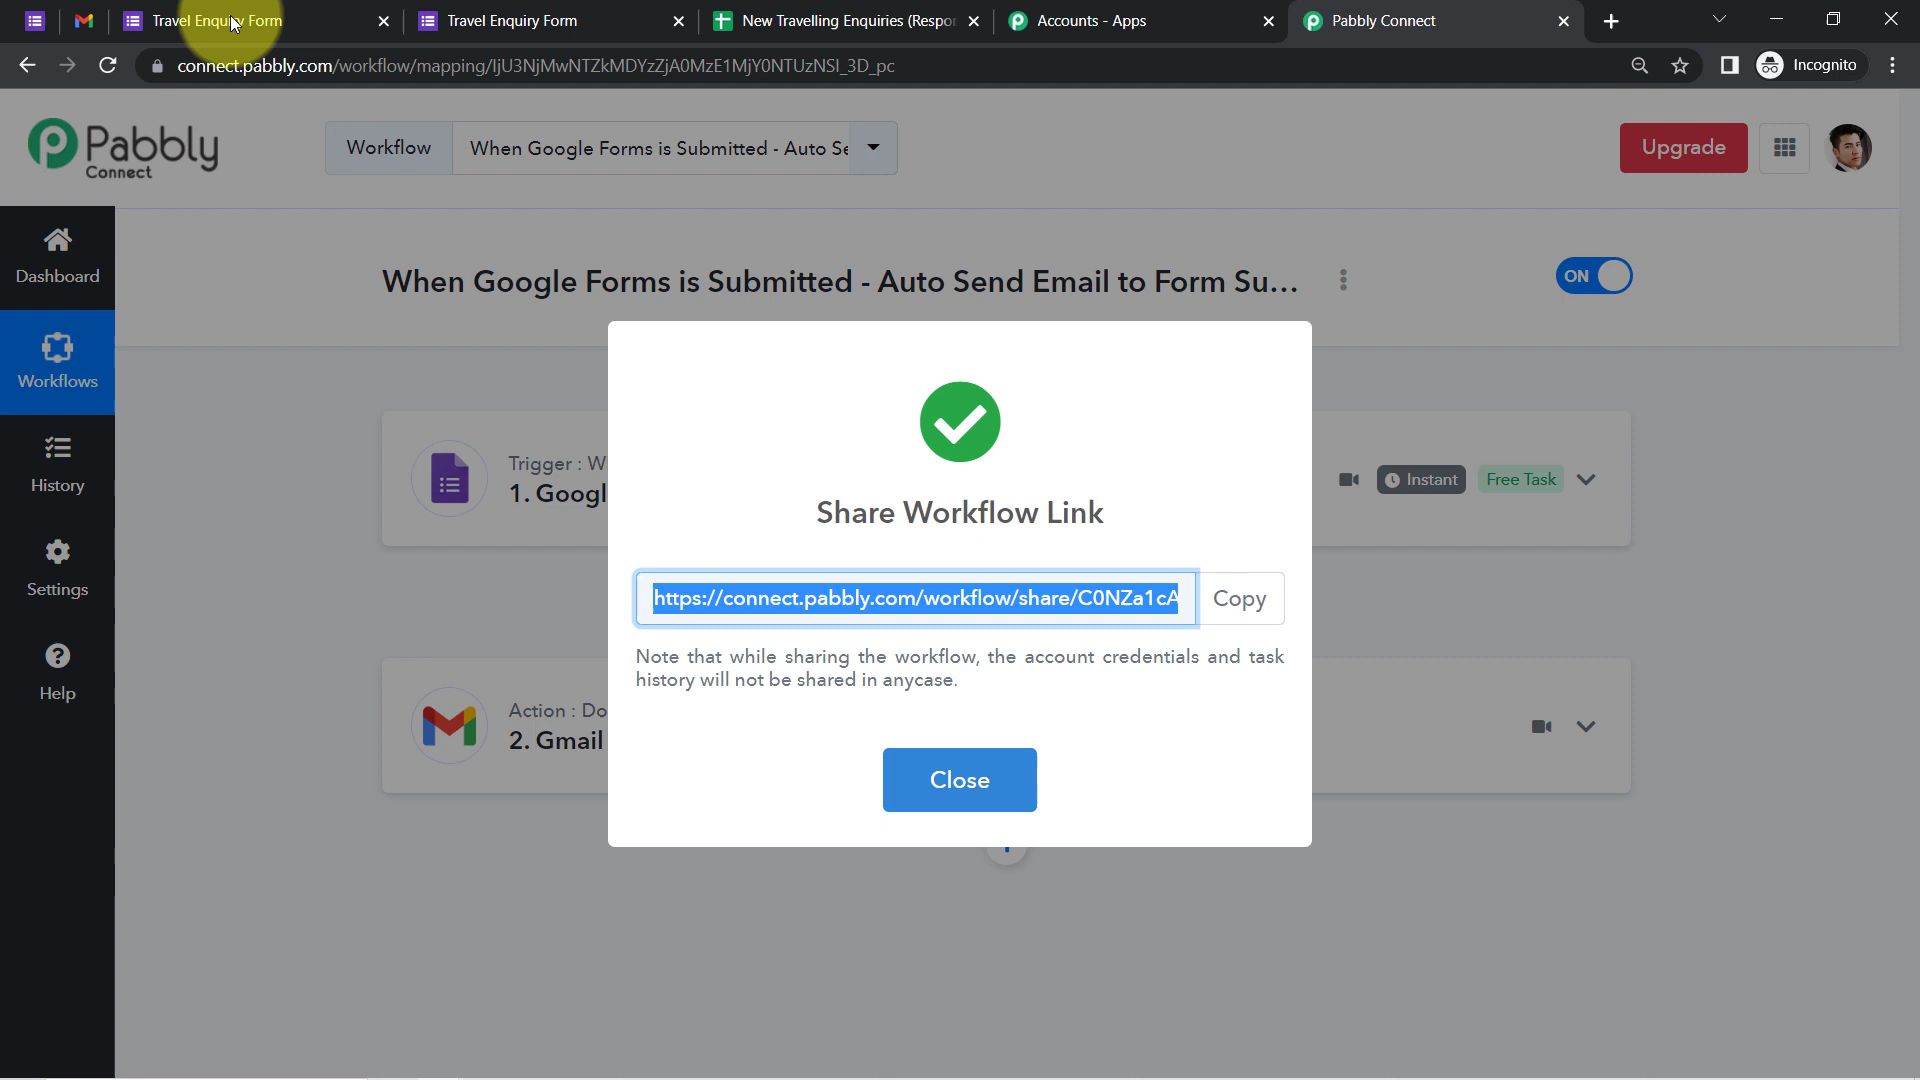 Travel Enquiry Form
Travel Enquiry Form
New Travelling Enquiries (Respon
Accounts - Apps
Pabbly Connect
connect.pabbly.com/workflow/mapping/IjU3NjMwNTZkMDYzZjA0MzE1MjY0NTUzNSI_3D_pc
Incognito
Pabbly
Connect
Workflow
When Google Forms is Submitted - Auto Se
Upgrade
Dashboard
Workflows
History
Settings
Help
When Google Forms is Submitted - Auto Send Email to Form Su...
ON
Trigger : W
1. Googl
Instant
Free Task
Action : Do
2. Gmail
Share Workflow Link
https://connect.pabbly.com/workflow/share/C0NZa1cA
Copy
Note that while sharing the workflow, the account credentials and task
history will not be shared in anycase.
Close